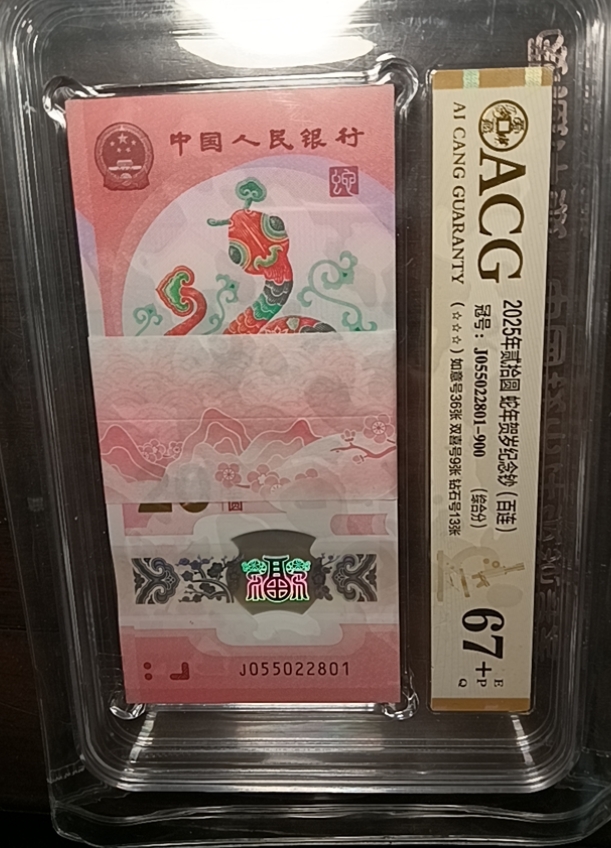 中国人民银行
J055022801
ACG
AI CANG GUARANTY
2025年贰拾圆 蛇年贺岁纪念钞（百连）
冠号：J055022801-900 （综合分）
（☆☆☆）如意号36张 双喜号9张 钻石号13张
67+
E
P
Q